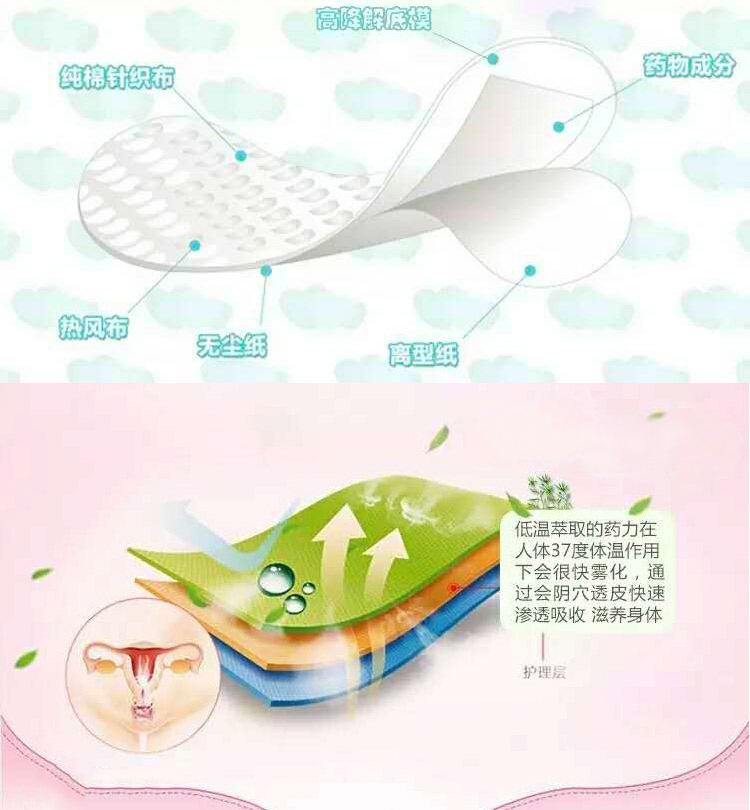 高降解底模
纯棉针织布
药物成分
热风布
无尘纸
离型纸
低温萃取的药力在
人体37度体温作用
下会很快雾化，通
过会阴穴透皮快速
渗透吸收 滋养身体
护理层